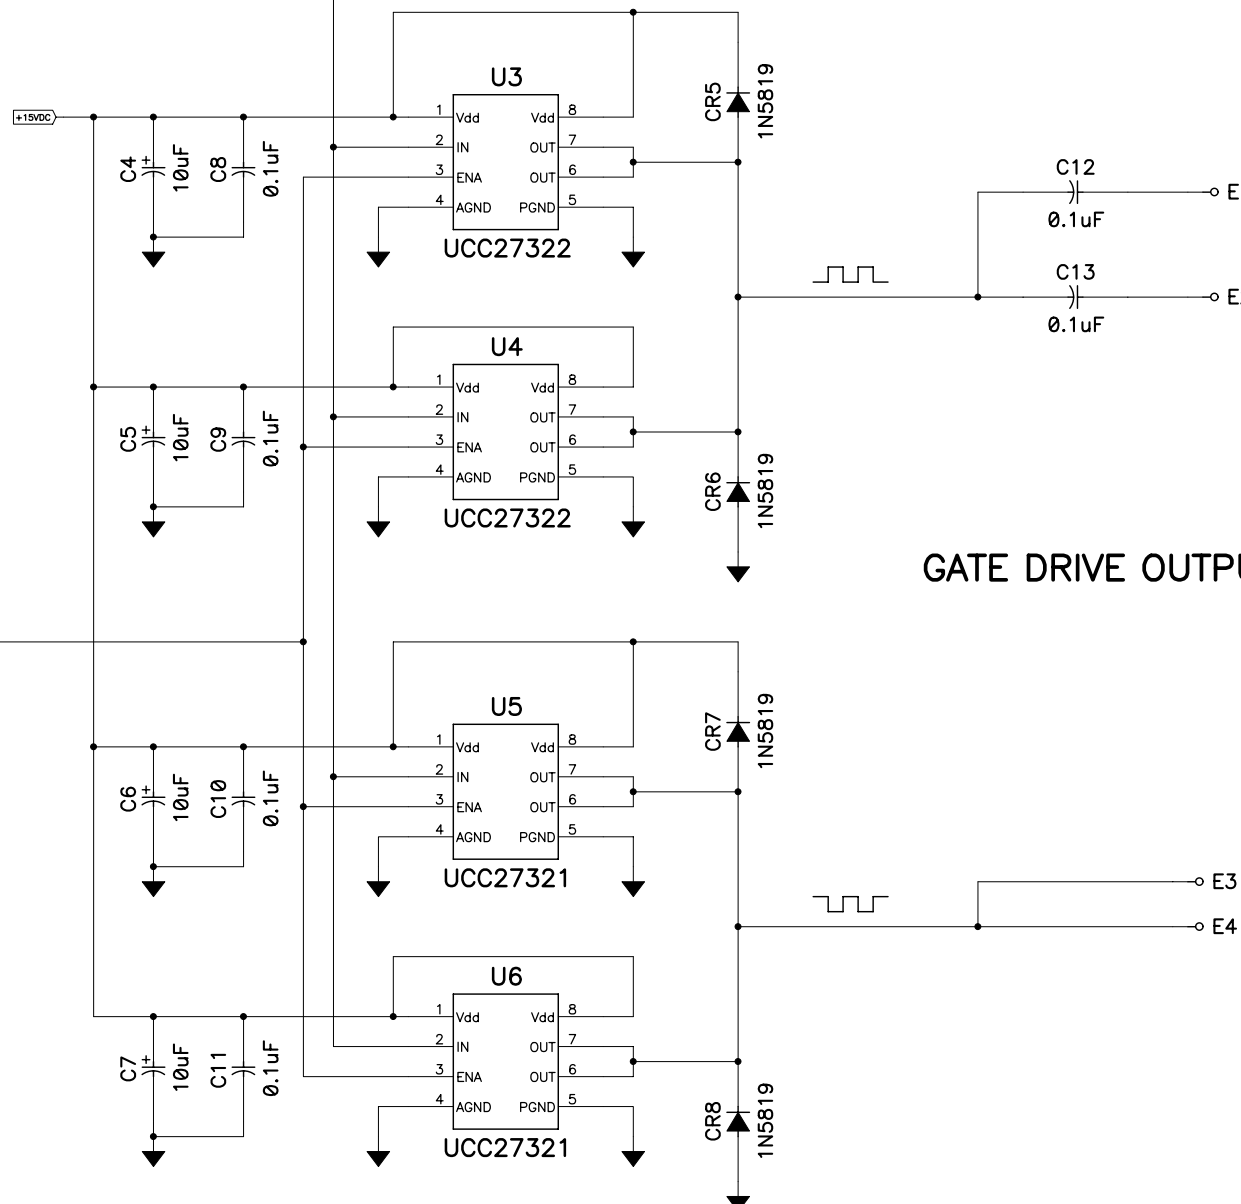 +15VDC
C4
+
10uF
C8
0.1uF
U3
1 Vdd Vdd 8
2 IN OUT 7
3 ENA OUT 6
4 AGND PGND 5
UCC27322
CR5
1N5819
C12
0.1uF
E
C13
0.1uF
E
C5
+
10uF
C9
0.1uF
U4
1 Vdd Vdd 8
2 IN OUT 7
3 ENA OUT 6
4 AGND PGND 5
UCC27322
CR6
1N5819
GATE DRIVE
C6
+
10uF
C10
0.1uF
U5
1 Vdd Vdd 8
2 IN OUT 7
3 ENA OUT 6
4 AGND PGND 5
UCC27321
CR7
1N5819
E3
E4
C7
+
10uF
C11
0.1uF
U6
1 Vdd Vdd 8
2 IN OUT 7
3 ENA OUT 6
4 AGND PGND 5
UCC27321
CR8
1N5819